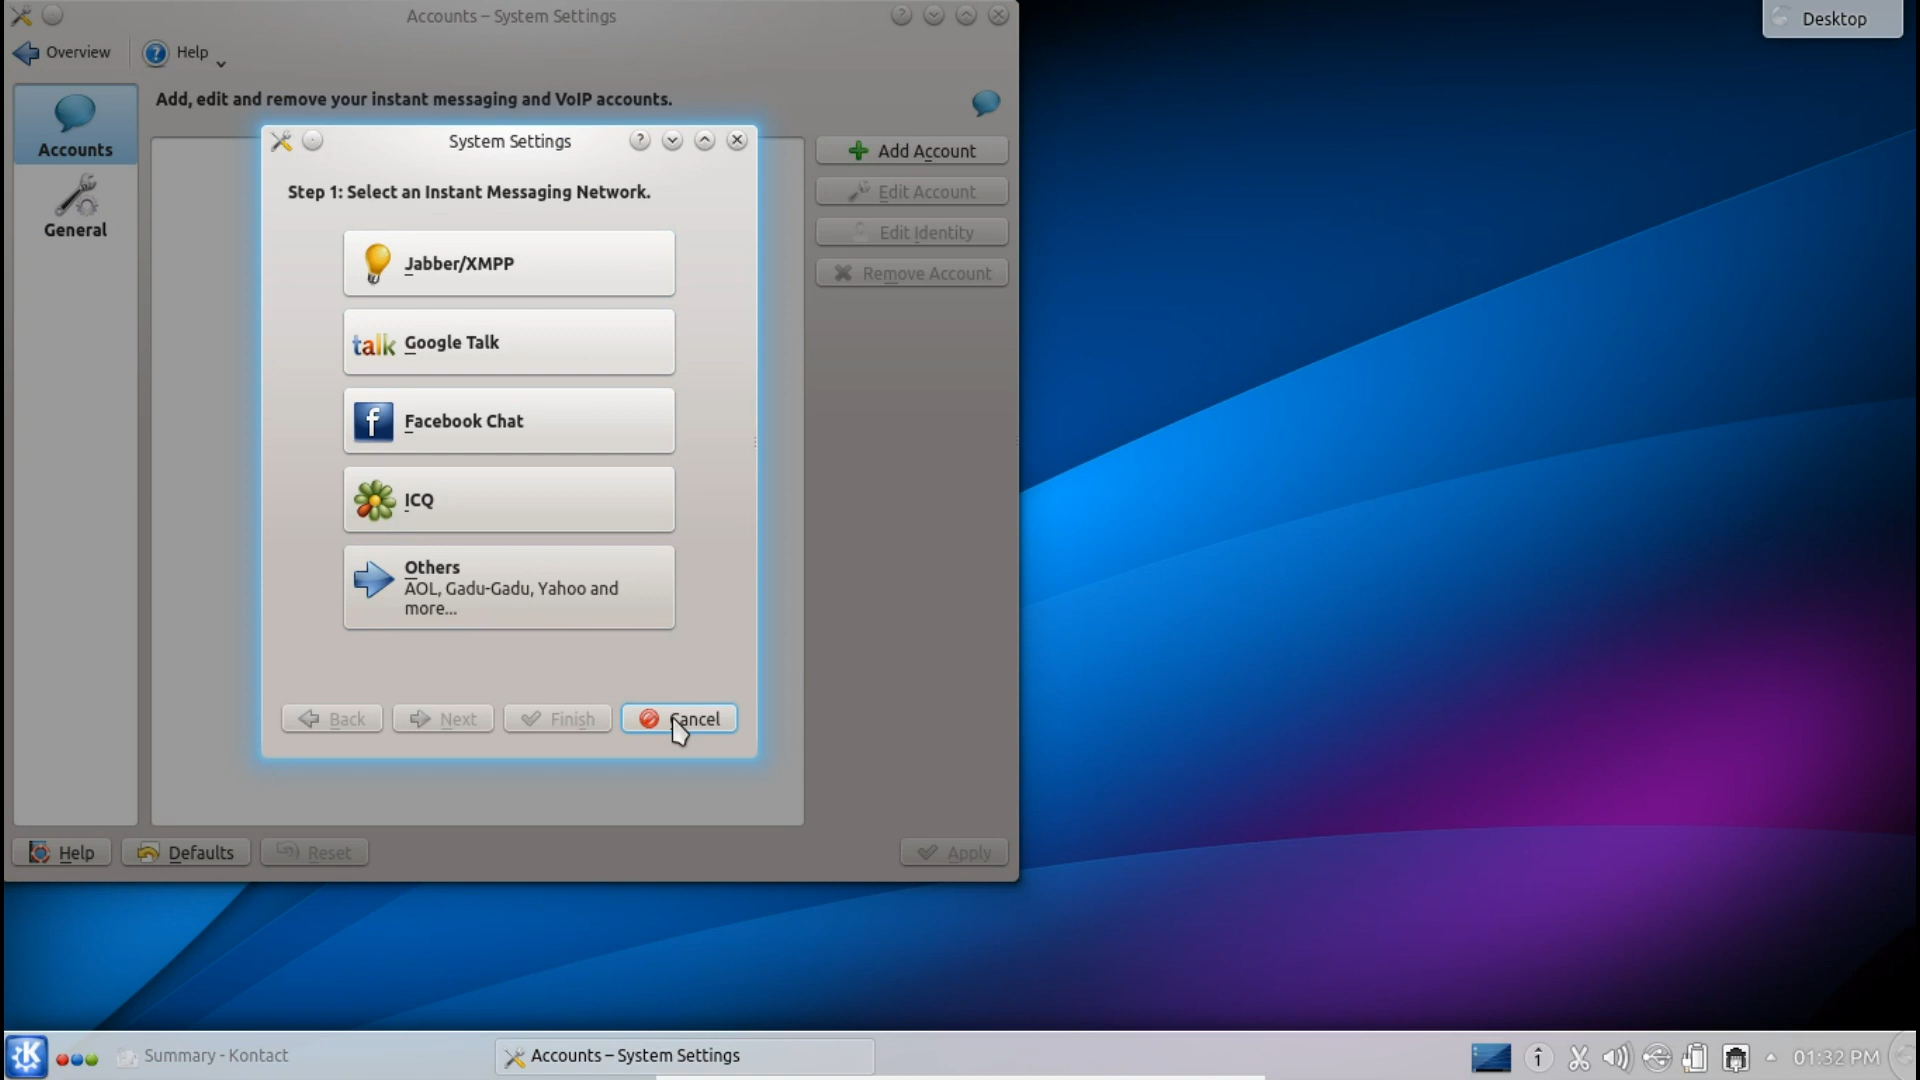 Accounts – System Settings
Desktop
Overview
Help
Add, edit and remove your instant messaging and VoIP accounts.
Accounts
General
System Settings
Step 1: Select an Instant Messaging Network.
Jabber/XMPP
talk Google Talk
f Facebook Chat
ICQ
Others
AOL, Gadu-Gadu, Yahoo and
more...
Back
Next
Finish
Cancel
Add Account
Edit Account
Edit Identity
Remove Account
Help
Defaults
Reset
Apply
Summary - Kontact
Accounts – System Settings
01:32 PM